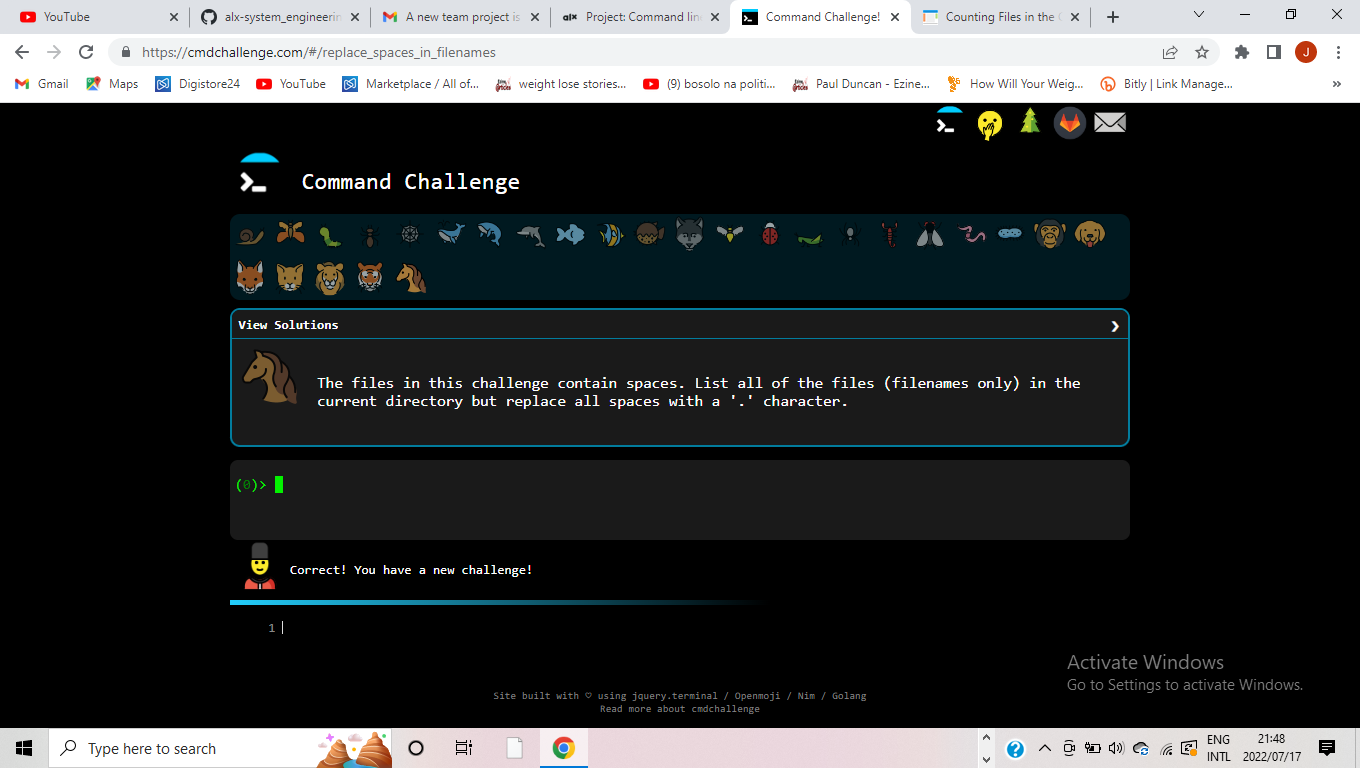 YouTube
alx-system_engineerin
A new team project is
Project: Command lin
Command Challenge!
Counting Files in the
https://cmdchallenge.com/#/replace_spaces_in_filenames
J
Gmail
Maps
Digistore24
YouTube
Marketplace / All of...
weight lose stories...
(9) bosolo na politi...
Paul Duncan - Ezine...
How Will Your Weig...
Bitly | Link Manage...
»
Command Challenge
View Solutions
The files in this challenge contain spaces. List all of the files (filenames only) in the
current directory but replace all spaces with a '.' character.
(0)>
Correct! You have a new challenge!
1
Activate Windows
Go to Settings to activate Windows.
Site built with ♡ using jquery.terminal / Openmoji / Nim / Golang
Read more about cmdchallenge
Type here to search
ENG
INTL
21:48
2022/07/17